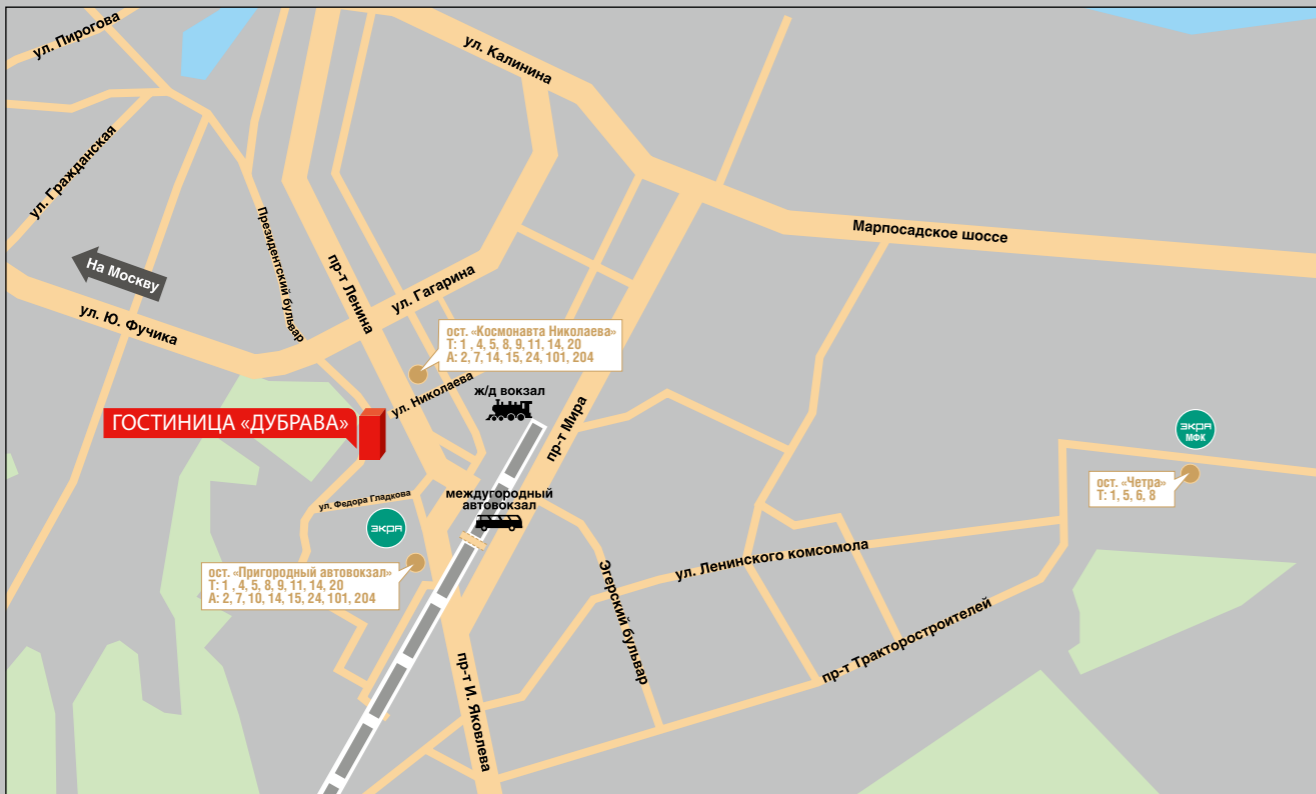 ул. Пирогова
ул. Калинина
ул. Гражданская
Президентский бульвар
пр-т Ленина
Марпосадское шоссе
На Москву
ул. Гагарина
ул. Ю. Фучика
ост. «Космонавта Николаева»
Т: 1 , 4, 5, 8, 9, 11, 14, 20
А: 2, 7, 14, 15, 24, 101, 204
ул. Николаева
ж/д вокзал
пр-т Мира
ГОСТИНИЦА «ДУБРАВА»
экра
МФК
ост. «Четра»
Т: 1, 5, 6, 8
ул. Федора Гладкова
междугородный
автовокзал
экра
ост. «Пригородный автовокзал»
Т: 1 , 4, 5, 8, 9, 11, 14, 20
А: 2, 7, 10, 14, 15, 24, 101, 204
Эгерский бульвар
ул. Ленинского комсомола
пр-т Тракторостроителей
пр-т И. Яковлева